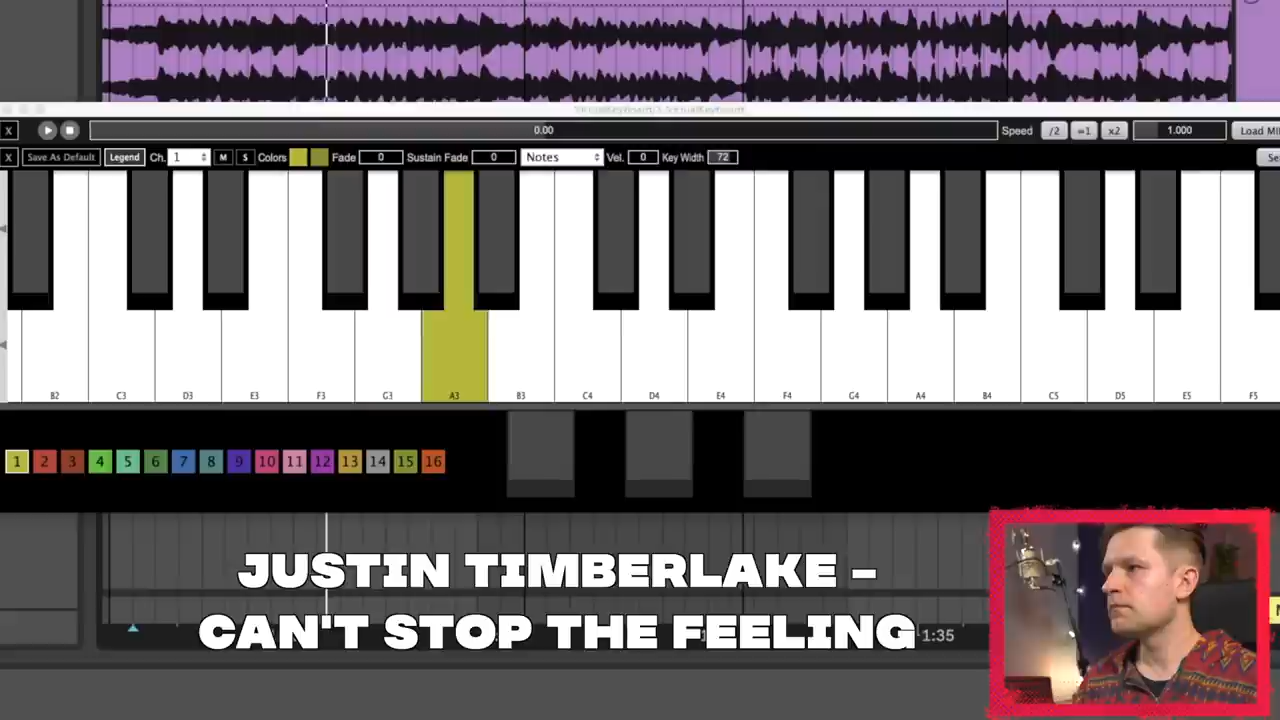 X 0.00 Speed /2 =1 x2 1.000 Load MI
X Save As Default Legend Ch. 1 M S Colors Fade 0 Sustain Fade 0 Notes Vel. 0 Key Width 72 Se
B2 C3 D3 E3 F3 G3 A3 B3 C4 D4 E4 F4 G4 A4 B4 C5 D5 E5 F5
1 2 3 4 5 6 7 8 9 10 11 12 13 14 15 16
JUSTIN TIMBERLAKE –
CAN'T STOP THE FEELING
1:35